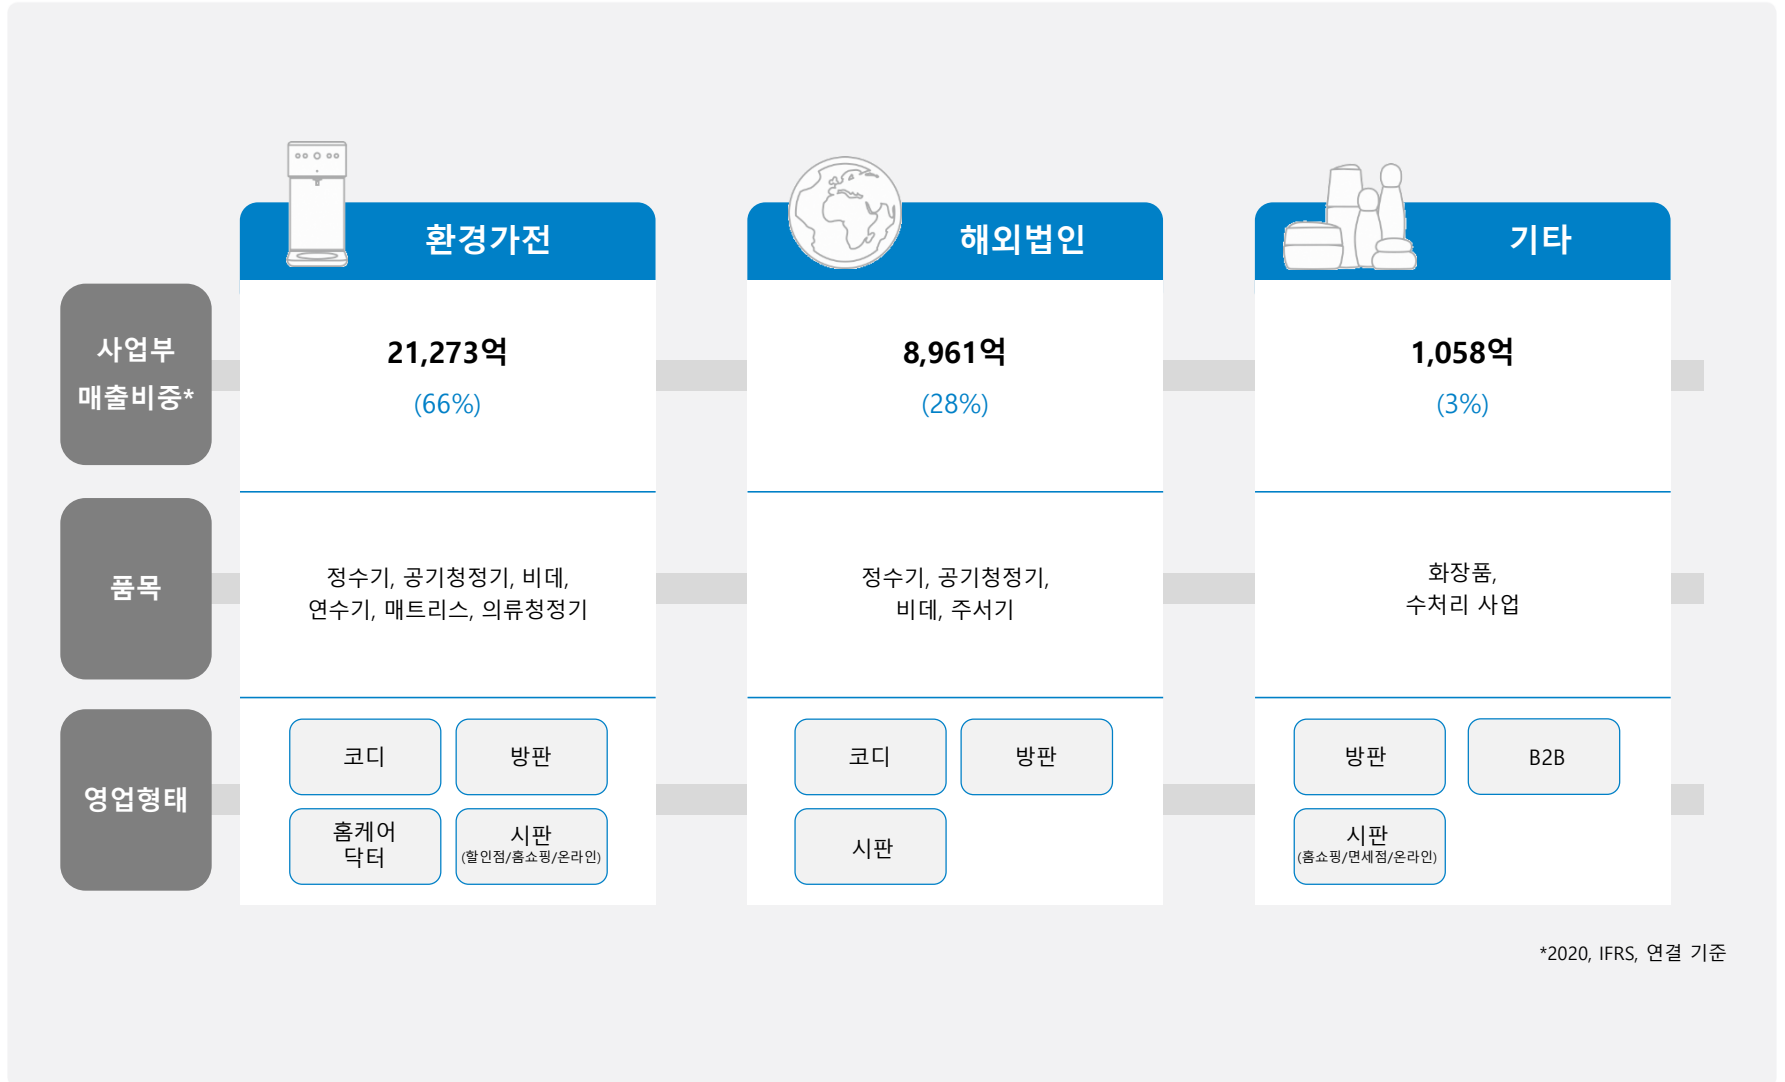 환경가전
해외법인
기타
사업부
매출비중*
21,273억
(66%)
8,961억
(28%)
1,058억
(3%)
품목
정수기, 공기청정기, 비데,
연수기, 매트리스, 의류청정기
정수기, 공기청정기,
비데, 주서기
화장품,
수처리 사업
영업형태
코디
방판
홈케어
닥터
시판
(할인점/홈쇼핑/온라인)
코디
방판
시판
방판
B2B
시판
(홈쇼핑/면세점/온라인)
*2020, IFRS, 연결 기준